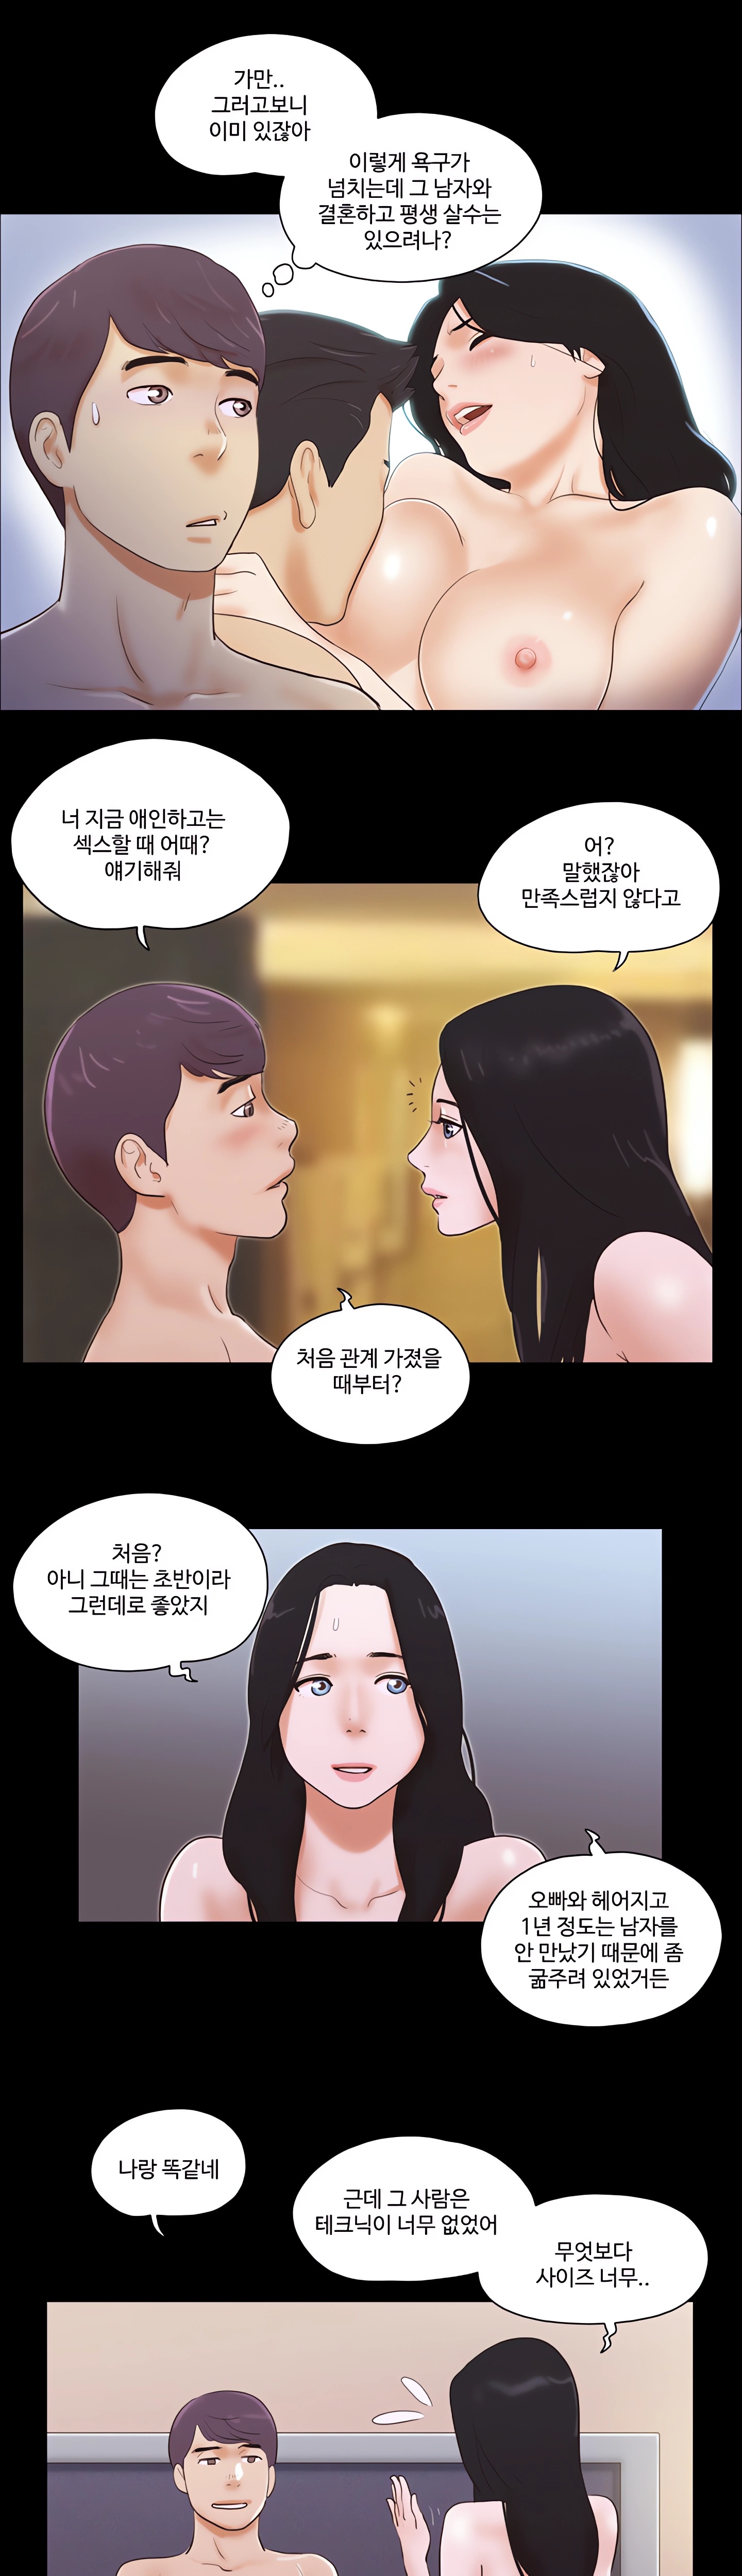 가만..
그러고보니
이미 있잖아
이렇게 욕구가
넘치는데 그 남자와
결혼하고 평생 살수는
있으려나?
너 지금 애인하고는
섹스할 때 어때?
얘기해줘
어?
말했잖아
만족스럽지 않다고
처음 관계 가졌을
때부터?
처음?
아니 그때는 초반이라
그런데로 좋았지
오빠와 헤어지고
1년 정도는 남자를
안 만났기 때문에 좀
굶주려 있었거든
나랑 똑같네
근데 그 사람은
테크닉이 너무 없었어
무엇보다
사이즈 너무..